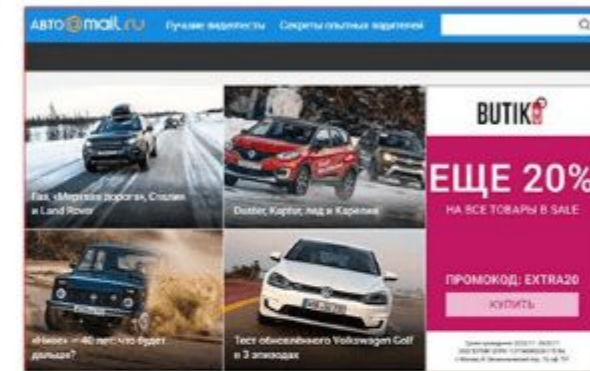 АВТО@mail.ru Лучшие видеотесты Секреты опытных водителей
Газ, «Мертвая дорога», Сталин
и Land Rover
Duster, Kaptur, лед и Карелия
«Ниве» – 40 лет: что будет
дальше?
Тест обновлённого Volkswagen Golf
в 3 эпизодах
BUTIK
ЕЩЕ 20%
НА ВСЕ ТОВАРЫ В SALE
ПРОМОКОД: EXTRA20
КУПИТЬ